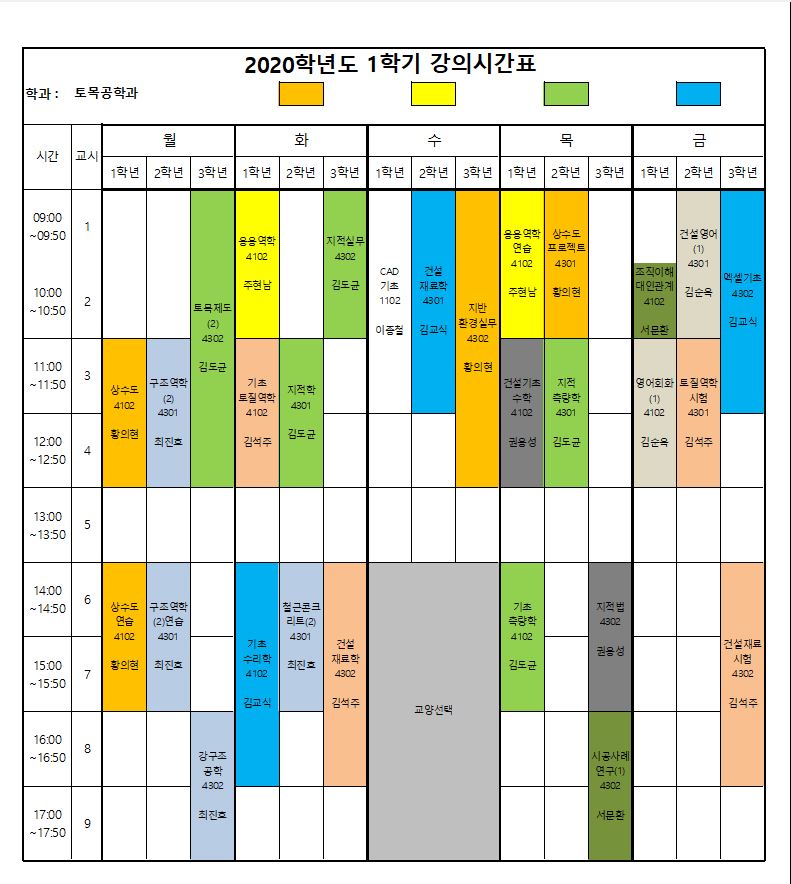 2020학년도 1학기 강의시간표
학과 : 토목공학과
시간 교시 월 화 수 목 금
1학년 2학년 3학년 1학년 2학년 3학년 1학년 2학년 3학년 1학년 2학년 3학년 1학년 2학년 3학년
09:00
~09:50
1
10:00
~10:50
2
11:00
~11:50
3
12:00
~12:50
4
13:00
~13:50
5
14:00
~14:50
6
15:00
~15:50
7
16:00
~16:50
8
17:00
~17:50
9
상수도
4102
황의현
상수도
연습
4102
황의현
구조역학
(2)
4301
최진호
구조역학
(2)연습
4301
최진호
토목제도
(2)
4302
김도균
강구조
공학
4302
최진호
응용역학
4102
주현남
기초
토질역학
4102
김석주
기초
수리학
4102
김교식
지적학
4301
김도균
철근콘크
리트(2)
4301
최진호
지적실무
4302
김도균
건설
재료학
4302
김석주
CAD
기초
1102
이종철
건설
재료학
4301
김교식
지반
환경실무
4302
황의현
교양선택
응용역학
연습
4102
주현남
건설기초
수학
4102
권용성
기초
측량학
4102
김도균
상수도
프로젝트
4301
황의현
지적
측량학
4301
김도균
지적법
4302
권용성
시공사례
연구(1)
4302
서문환
조직이해
대인관계
4102
서문환
영어회화
(1)
4102
김순옥
건설영어
(1)
4301
김순옥
토질역학
시험
4301
김석주
엑셀기초
4302
김교식
건설재료
시험
4302
김석주